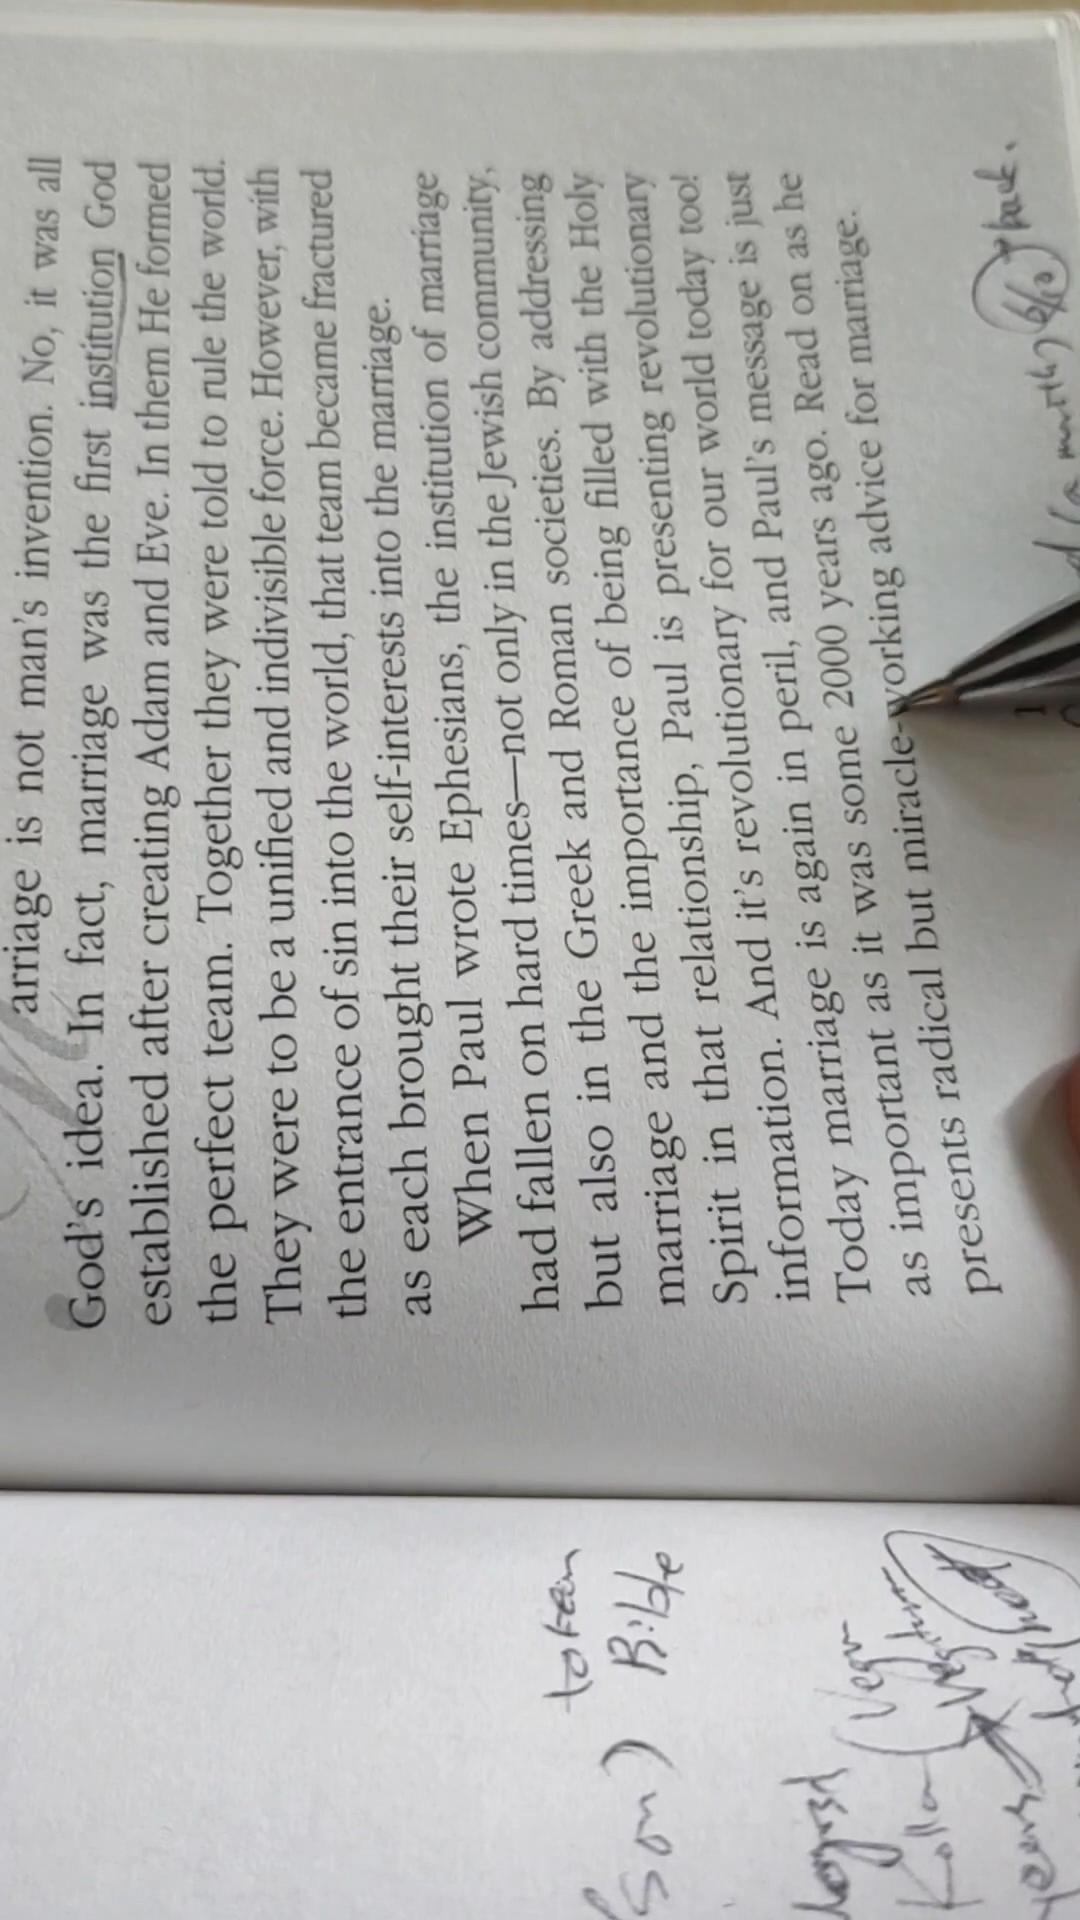 arriage is not man's invention. No, it was all
God's idea. In fact, marriage was the first institution God
established after creating Adam and Eve. In them He formed
the perfect team. Together they were told to rule the world.
They were to be a unified and indivisible force. However, with
the entrance of sin into the world, that team became fractured
as each brought their self-interests into the marriage.
When Paul wrote Ephesians, the institution of marriage
had fallen on hard times—not only in the Jewish community,
but also in the Greek and Roman societies. By addressing
marriage and the importance of being filled with the Holy
Spirit in that relationship, Paul is presenting revolutionary
information. And it's revolutionary for our world today too!
Today marriage is again in peril, and Paul's message is just
as important as it was some 2000 years ago. Read on as he
presents radical but miracle-working advice for marriage.
token
Bible